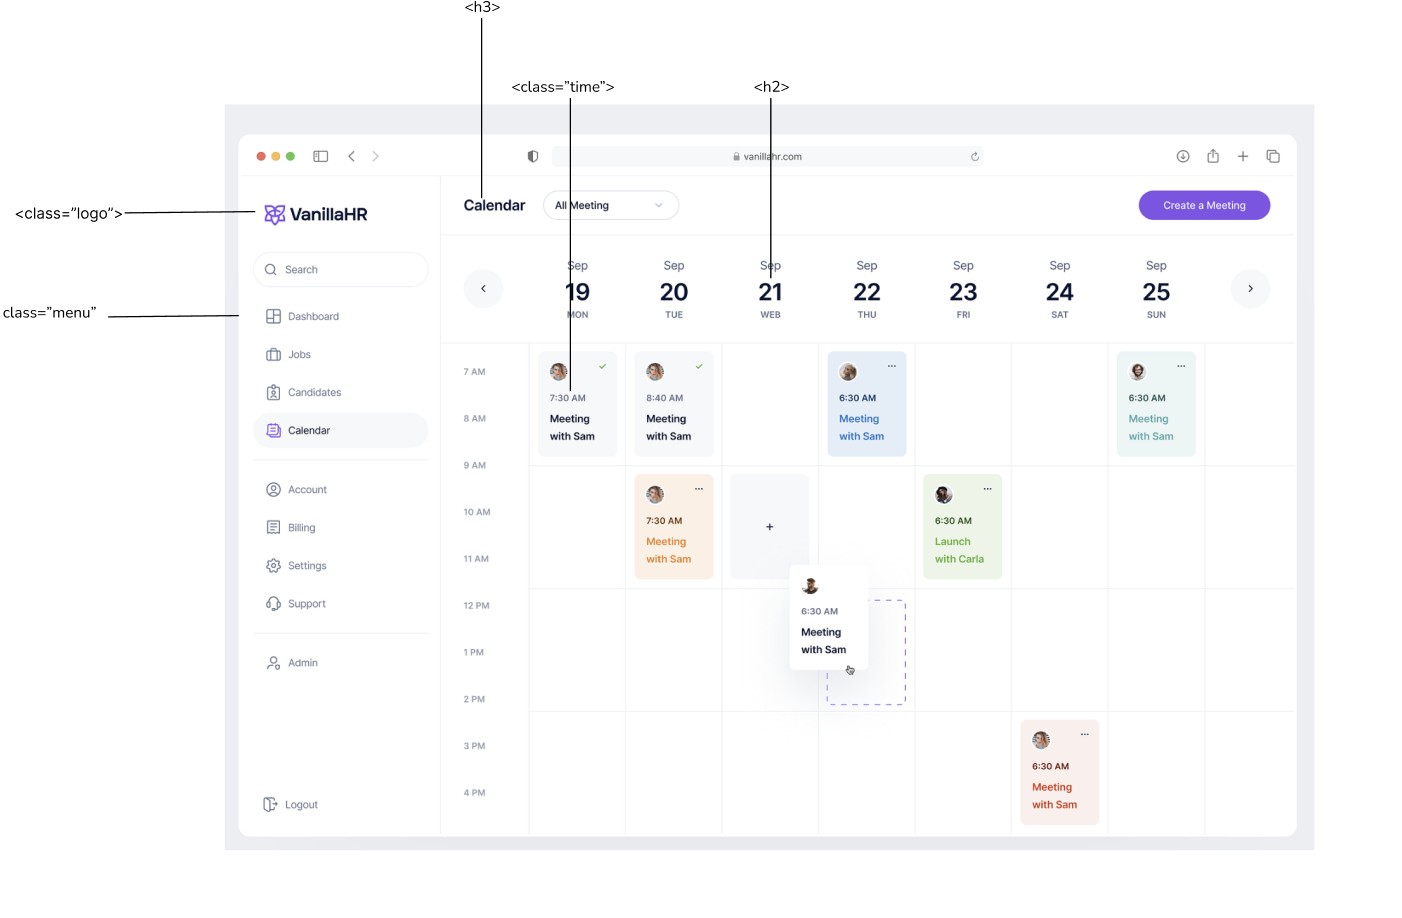 <h3>
<class=”time”>
<h2>
vanillahr.com
<class=”logo”>
VanillaHR
Calendar
All Meeting
Create a Meeting
Search
class=”menu”
Dashboard
Jobs
Candidates
Calendar
Account
Billing
Settings
Support
Admin
Logout
Sep
19
MON
Sep
20
TUE
Sep
21
WEB
Sep
22
THU
Sep
23
FRI
Sep
24
SAT
Sep
25
SUN
7 AM
8 AM
9 AM
10 AM
11 AM
12 PM
1 PM
2 PM
3 PM
4 PM
7:30 AM
Meeting
with Sam
8:40 AM
Meeting
with Sam
6:30 AM
Meeting
with Sam
6:30 AM
Meeting
with Sam
7:30 AM
Meeting
with Sam
+
6:30 AM
Launch
with Carla
6:30 AM
Meeting
with Sam
6:30 AM
Meeting
with Sam